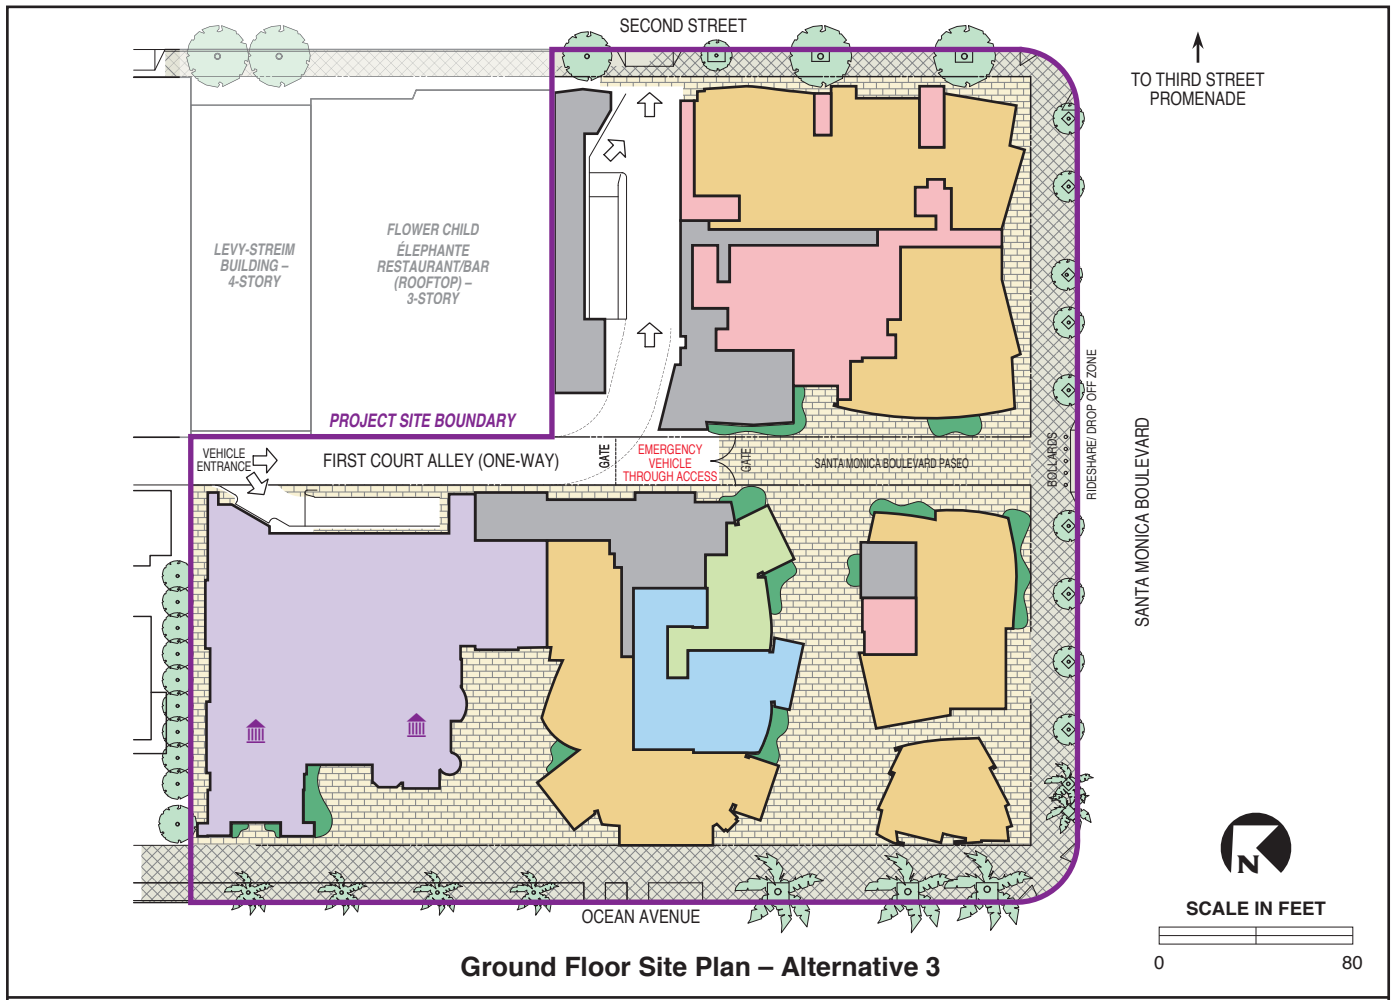 SECOND STREET
TO THIRD STREET
PROMENADE
LEVY-STREIM
BUILDING –
4-STORY
FLOWER CHILD
ÉLEPHANTE
RESTAURANT/BAR
(ROOFTOP) –
3-STORY
PROJECT SITE BOUNDARY
VEHICLE
ENTRANCE
FIRST COURT ALLEY (ONE-WAY)
GATE
EMERGENCY
VEHICLE
THROUGH ACCESS
GATE
SANTA MONICA BOULEVARD PASEO
BOLLARDS
RIDESHARE/ DROP OFF ZONE
SANTA MONICA BOULEVARD
OCEAN AVENUE
N
SCALE IN FEET
0 80
Ground Floor Site Plan – Alternative 3